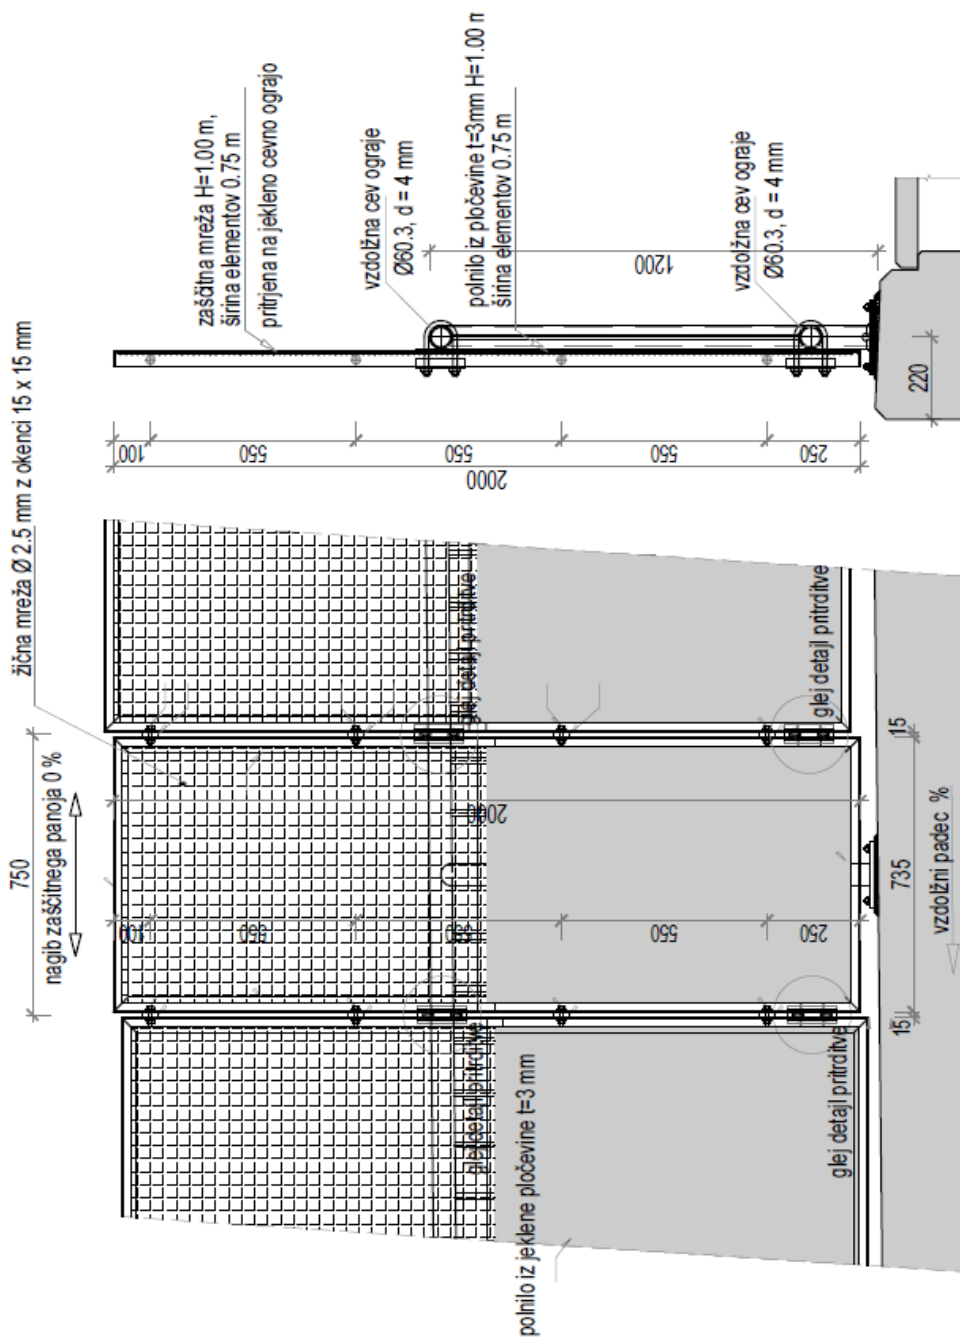 žična mreža Ø 2.5 mm z okenci 15 x 15 mm
750
nagib zaščitnega panoja 0 %
100
550
550
550
250
2000
zaščitna mreža H=1.00 m,
širina elementov 0.75 m
pritrjena na jekleno cevno ograjo
vzdolžna cev ograje
Ø60.3, d = 4 mm
polnilo iz pločevine t=3mm H=1.00 m
širina elementov 0.75 m
1200
vzdolžna cev ograje
Ø60.3, d = 4 mm
220
glej detajl pritrditve
glej detajl pritrditve
100
550
550
550
250
2000
15
735
15
vzdolžni padec %
glej detajl pritrditve
glej detajl pritrditve
polnilo iz jeklene pločevine t=3 mm